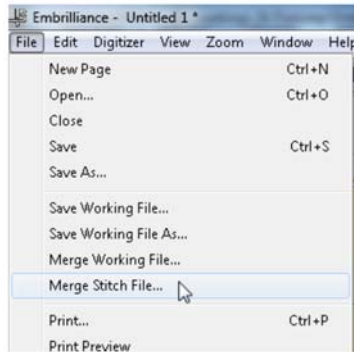 Embrilliance - Untitled 1 *
File Edit Digitizer View Zoom Window Help
New Page Ctrl+N
Open... Ctrl+O
Close
Save Ctrl+S
Save As...
Save Working File...
Save Working File As...
Merge Working File...
Merge Stitch File...
Print... Ctrl+P
Print Preview